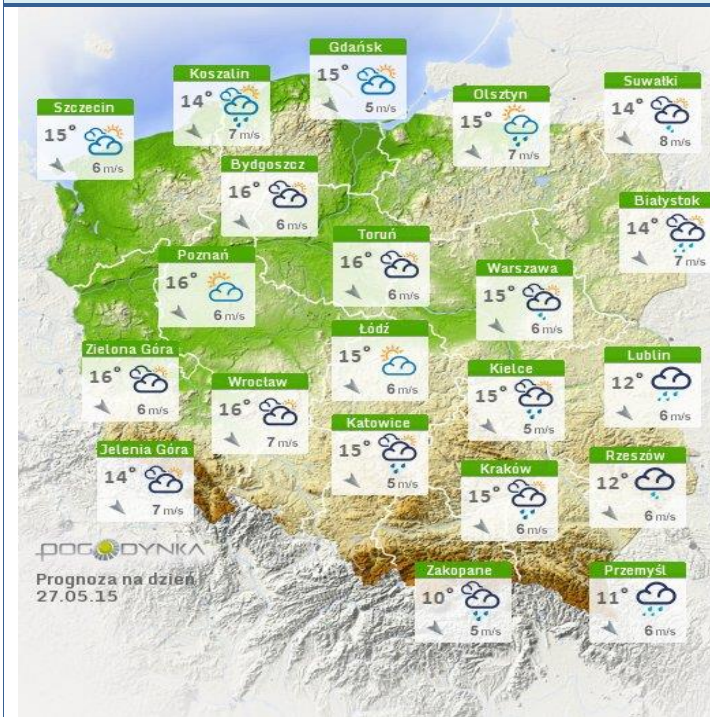 Gdańsk
15°
5 m/s
Koszalin
14°
7 m/s
Szczecin
15°
6 m/s
Olsztyn
15°
7 m/s
Suwałki
14°
8 m/s
Bydgoszcz
16°
6 m/s
Białystok
14°
7 m/s
Toruń
16°
6 m/s
Poznań
16°
6 m/s
Warszawa
15°
6 m/s
Łódź
15°
6 m/s
Zielona Góra
16°
6 m/s
Wrocław
16°
7 m/s
Kielce
15°
5 m/s
Lublin
12°
6 m/s
Katowice
15°
5 m/s
Jelenia Góra
14°
7 m/s
Kraków
15°
6 m/s
Rzeszów
12°
6 m/s
POGODYNKA
Prognoza na dzień
27.05.15
Zakopane
10°
5 m/s
Przemyśl
11°
6 m/s